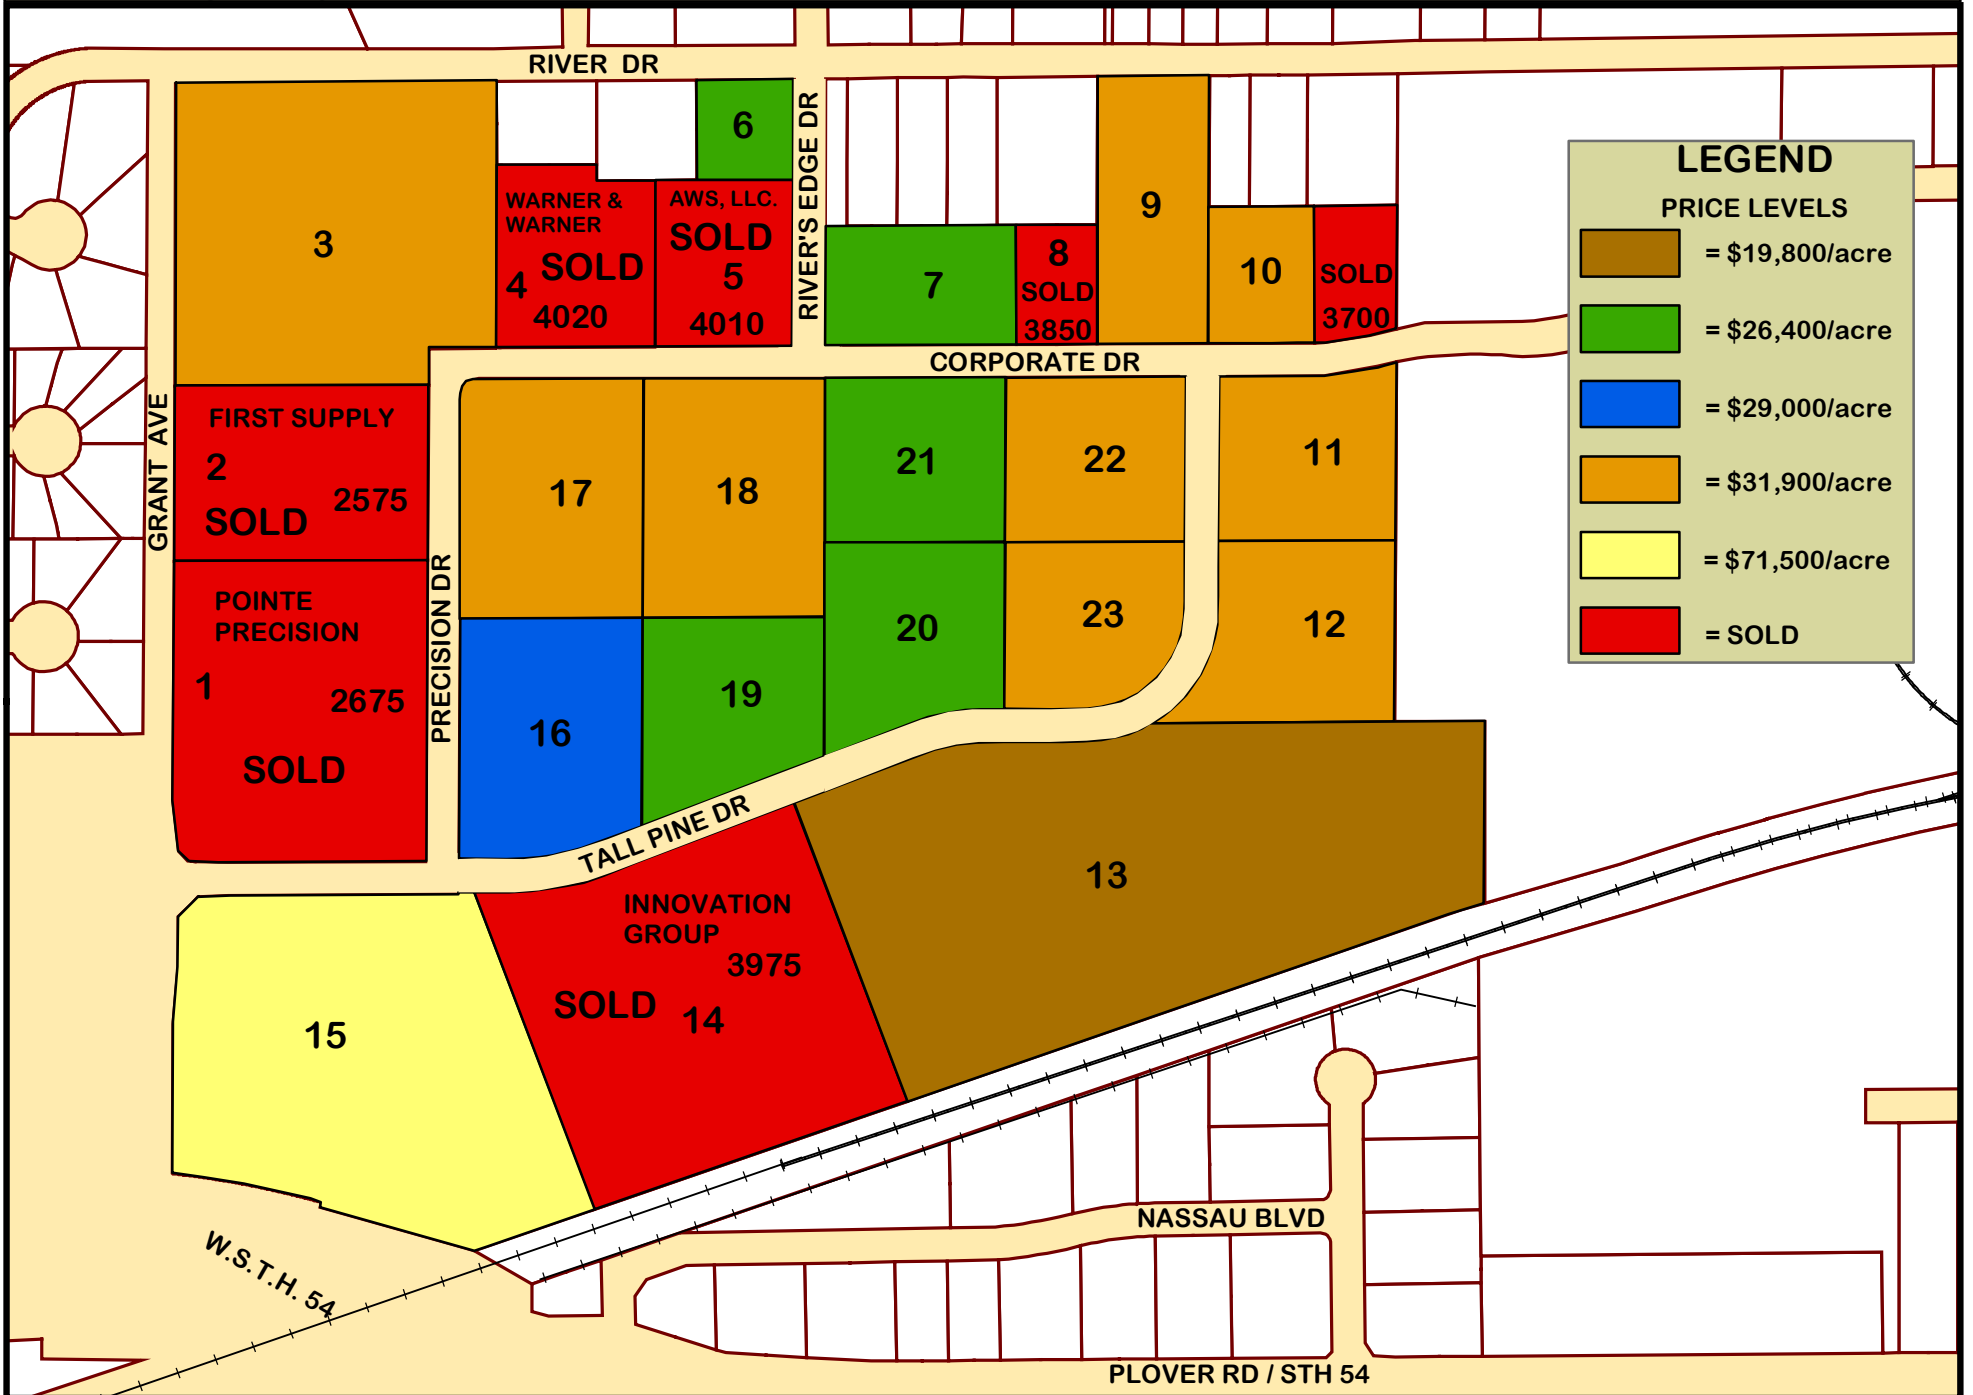 RIVER DR
RIVER'S EDGE DR
6
3
WARNER &
WARNER
SOLD
4
4020
AWS, LLC.
SOLD
5
4010
7
8
SOLD
3850
9
10
SOLD
3700
CORPORATE DR
LEGEND
PRICE LEVELS
= $19,800/acre
= $26,400/acre
= $29,000/acre
= $31,900/acre
= $71,500/acre
= SOLD
GRANT AVE
FIRST SUPPLY
2
2575
SOLD
POINTE
PRECISION
1
2675
SOLD
PRECISION DR
17
18
21
22
11
16
19
20
23
12
TALL PINE DR
13
INNOVATION
GROUP
3975
SOLD
14
15
W.S.T.H. 54
NASSAU BLVD
PLOVER RD / STH 54